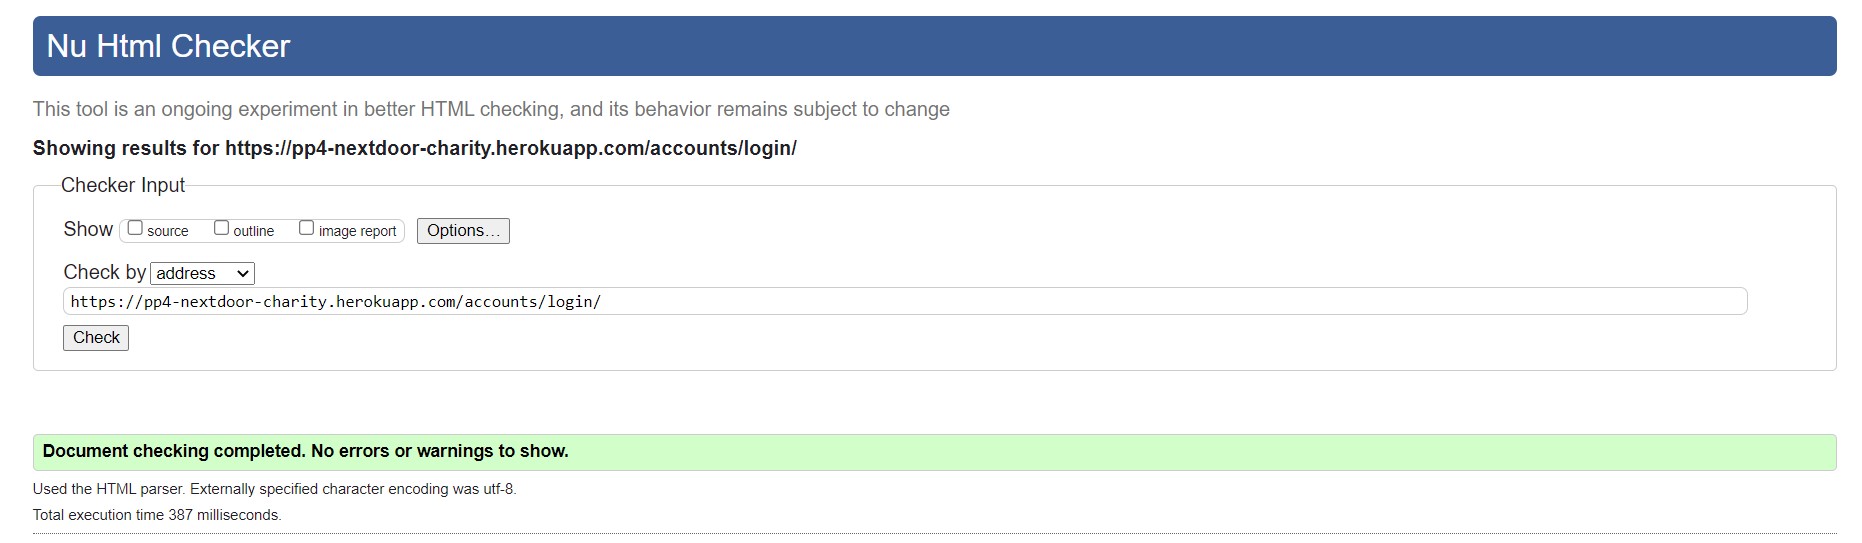 Nu Html Checker
This tool is an ongoing experiment in better HTML checking, and its behavior remains subject to change
Showing results for https://pp4-nextdoor-charity.herokuapp.com/accounts/login/
Checker Input
Show source outline image report Options...
Check by address
https://pp4-nextdoor-charity.herokuapp.com/accounts/login/
Check
Document checking completed. No errors or warnings to show.
Used the HTML parser. Externally specified character encoding was utf-8.
Total execution time 387 milliseconds.